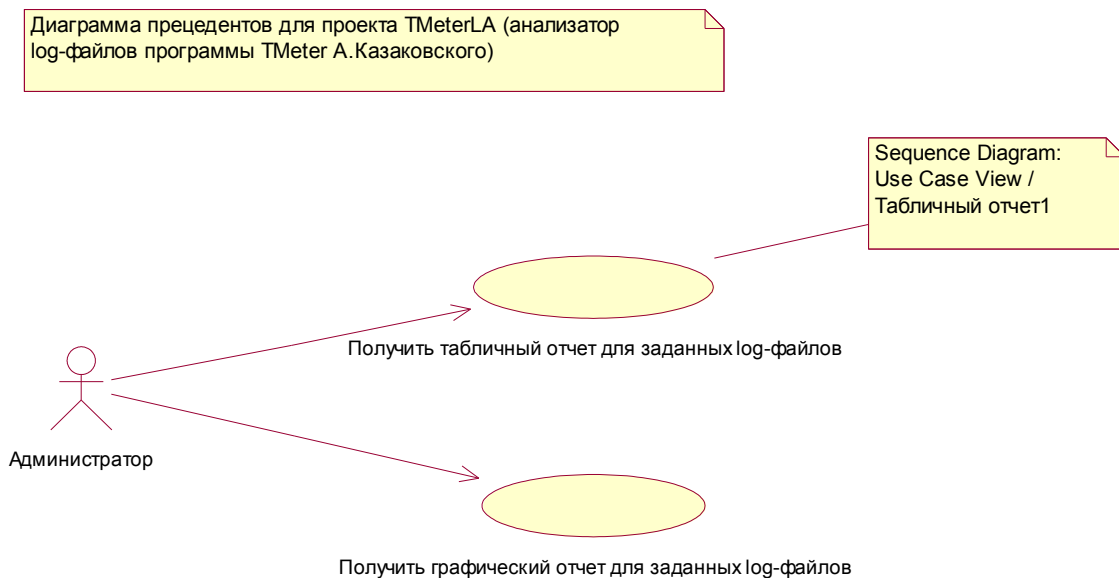 Диаграмма прецедентов для проекта TMeterLA (анализатор
log-файлов программы TMeter А.Казаковского)
Sequence Diagram:
Use Case View /
Табличный отчет1
Получить табличный отчет для заданных log-файлов
Администратор
Получить графический отчет для заданных log-файлов